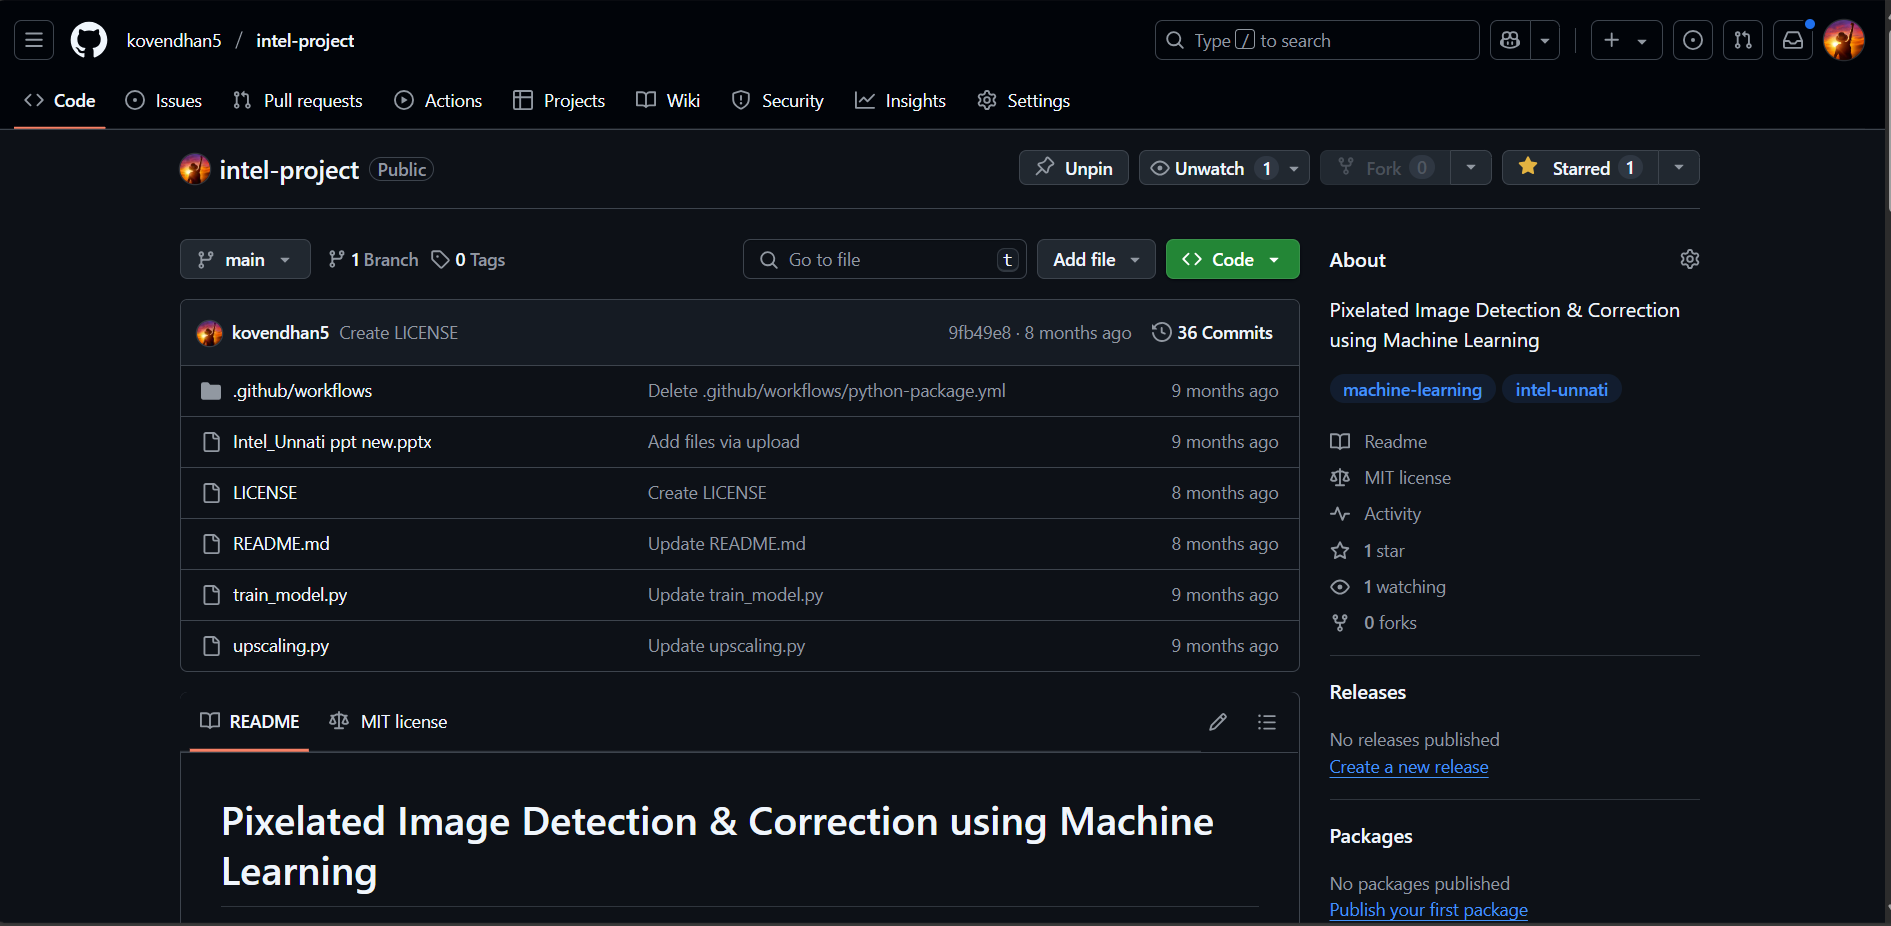 kovendhan5 / intel-project
Type / to search
Code Issues Pull requests Actions Projects Wiki Security Insights Settings
intel-project Public
Unpin Unwatch 1 Fork 0 Starred 1
main 1 Branch 0 Tags Go to file t Add file Code
kovendhan5 Create LICENSE 9fb49e8 · 8 months ago 36 Commits
.github/workflows Delete .github/workflows/python-package.yml 9 months ago
Intel_Unnati ppt new.pptx Add files via upload 9 months ago
LICENSE Create LICENSE 8 months ago
README.md Update README.md 8 months ago
train_model.py Update train_model.py 9 months ago
upscaling.py Update upscaling.py 9 months ago
README MIT license
Pixelated Image Detection & Correction using Machine
Learning
About
Pixelated Image Detection & Correction
using Machine Learning
machine-learning intel-unnati
Readme
MIT license
Activity
1 star
1 watching
0 forks
Releases
No releases published
Create a new release
Packages
No packages published
Publish your first package